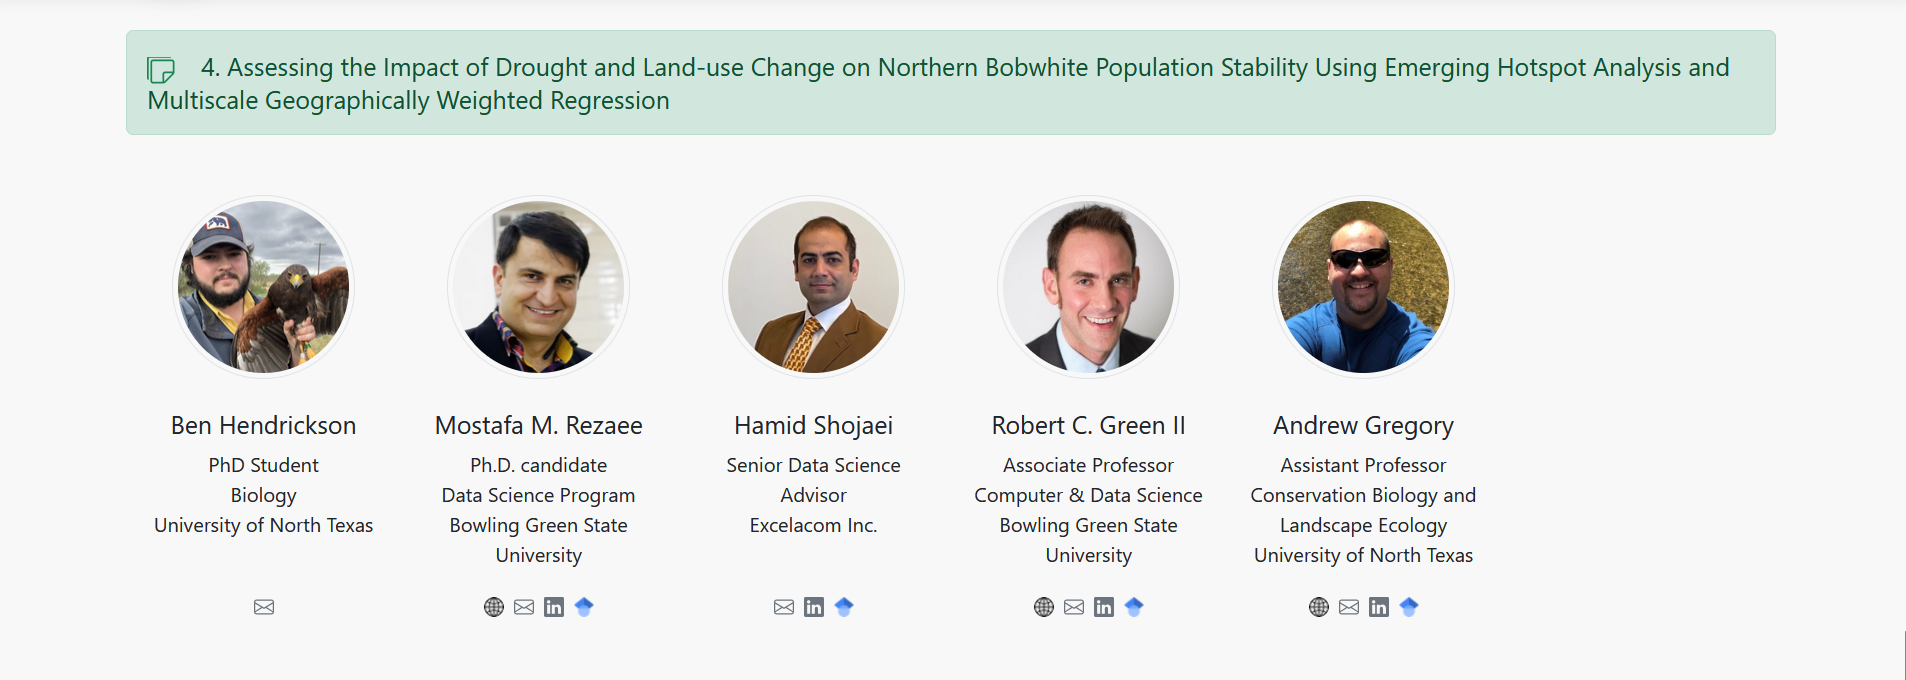 4. Assessing the Impact of Drought and Land-use Change on Northern Bobwhite Population Stability Using Emerging Hotspot Analysis and
Multiscale Geographically Weighted Regression
Ben Hendrickson
PhD Student
Biology
University of North Texas
Mostafa M. Rezaee
Ph.D. candidate
Data Science Program
Bowling Green State
University
Hamid Shojaei
Senior Data Science
Advisor
Excelacom Inc.
Robert C. Green II
Associate Professor
Computer & Data Science
Bowling Green State
University
Andrew Gregory
Assistant Professor
Conservation Biology and
Landscape Ecology
University of North Texas
in
in
in
in